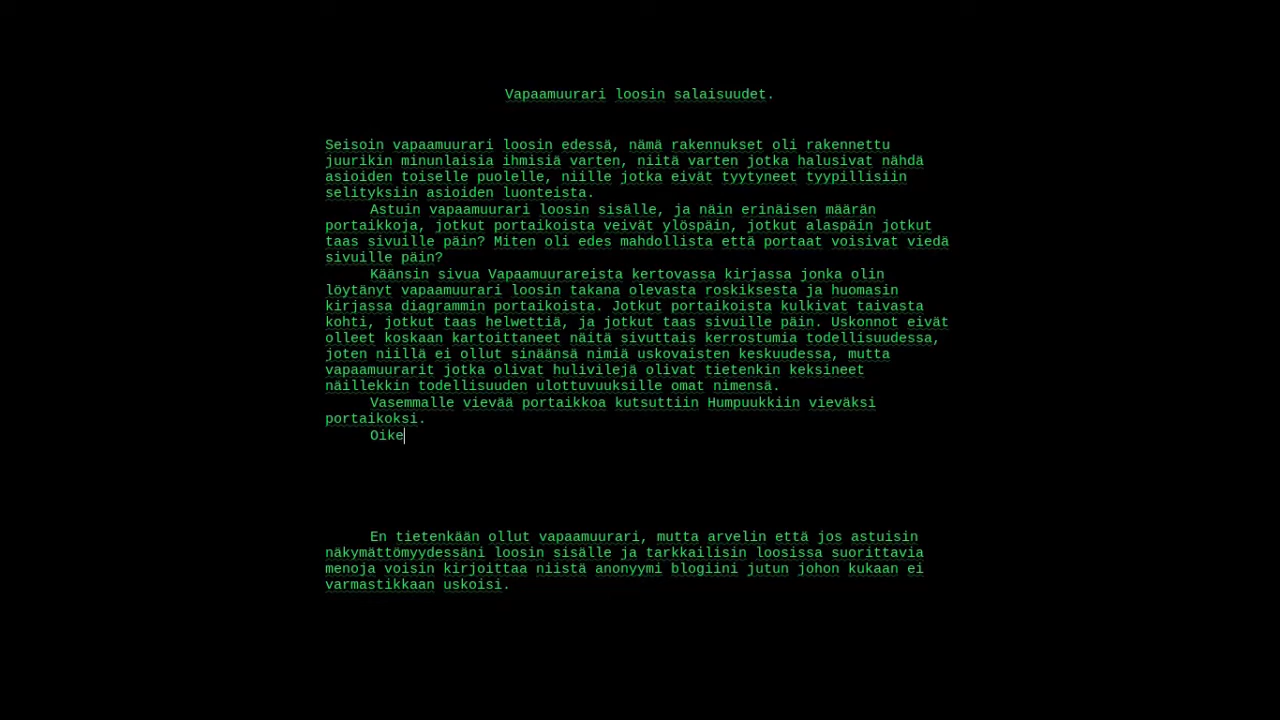 Vapaamuurari loosin salaisuudet.
Seisoin vapaamuurari loosin edessä, nämä rakennukset oli rakennettu
juurikin minunlaisia ihmisiä varten, niitä varten jotka halusivat nähdä
asioiden toiselle puolelle, niille jotka eivät tyytyneet tyypillisiin
selityksiin asioiden luonteista.
Astuin vapaamuurari loosin sisälle, ja näin erinäisen määrän
portaikkoja, jotkut portaikoista veivät ylöspäin, jotkut alaspäin jotkut
taas sivuille päin? Miten oli edes mahdollista että portaat voisivat viedä
sivuille päin?
Käänsin sivua Vapaamuurareista kertovassa kirjassa jonka olin
löytänyt vapaamuurari loosin takana olevasta roskiksesta ja huomasin
kirjassa diagrammin portaikoista. Jotkut portaikoista kulkivat taivasta
kohti, jotkut taas helwettiä, ja jotkut taas sivuille päin. Uskonnot eivät
olleet koskaan kartoittaneet näitä sivuttais kerrostumia todellisuudessa,
joten niillä ei ollut sinäänsä nimiä uskovaisten keskuudessa, mutta
vapaamuurarit jotka olivat hulivilejä olivat tietenkin keksineet
näillekkin todellisuuden ulottuvuuksille omat nimensä.
Vasemmalle vievää portaikkoa kutsuttiin Humpuukkiin vieväksi
portaikoksi.
Oike
En tietenkään ollut vapaamuurari, mutta arvelin että jos astuisin
näkymättömyydessäni loosin sisälle ja tarkkailisin loosissa suorittavia
menoja voisin kirjoittaa niistä anonyymi blogiini jutun johon kukaan ei
varmastikkaan uskoisi.